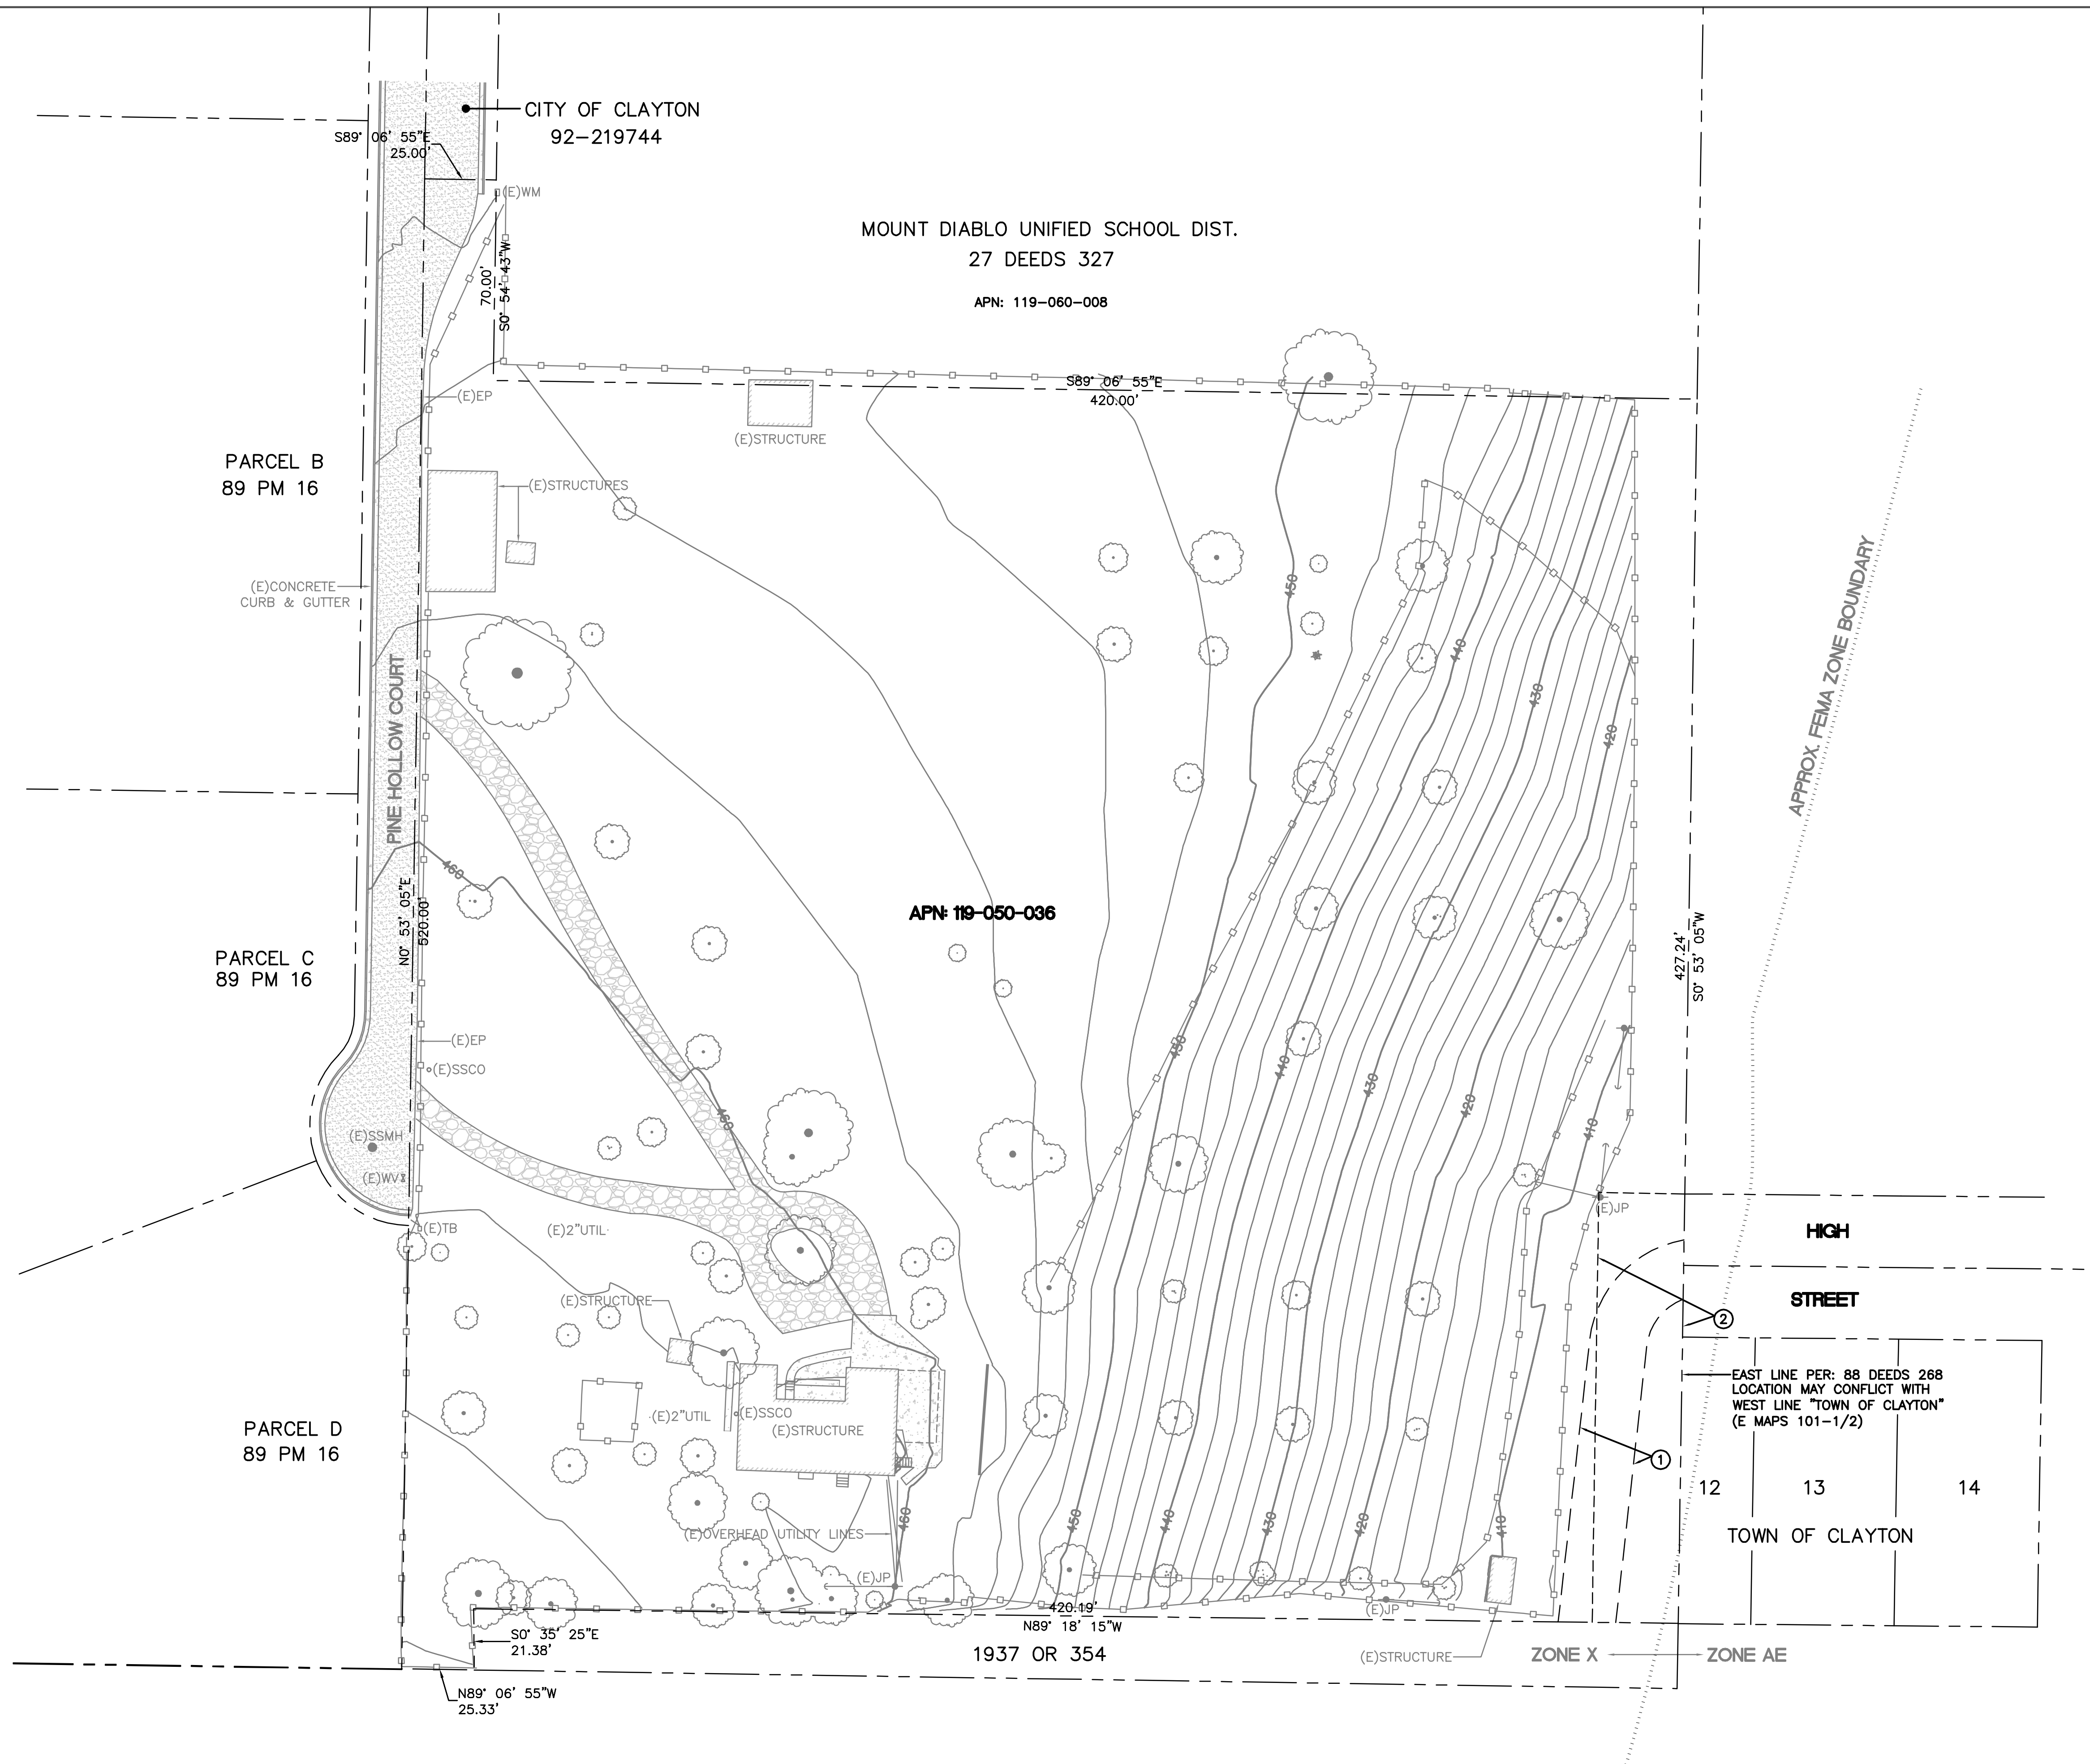 CITY OF CLAYTON
92-219744
S89° 06' 55"E
25.00'
(E)WM
70.00'
S0° 54' 43"W
MOUNT DIABLO UNIFIED SCHOOL DIST.
27 DEEDS 327
APN: 119-060-008
S89° 06' 55"E
420.00'
(E)EP
(E)STRUCTURE
PARCEL B
89 PM 16
(E)STRUCTURES
(E)CONCRETE
CURB & GUTTER
PINE HOLLOW COURT
450
440
430
420
APPROX. FEMA ZONE BOUNDARY
460
N0° 53' 05"E
520.00'
APN: 119-050-036
PARCEL C
89 PM 16
427.24'
S0° 53' 05"W
(E)EP
(E)SSCO
450
440
430
420
410
460
(E)SSMH
(E)WV
(E)TB
(E)2"UTIL
(E)JP
HIGH
STREET
(E)STRUCTURE
2
EAST LINE PER: 88 DEEDS 268
LOCATION MAY CONFLICT WITH
WEST LINE "TOWN OF CLAYTON"
(E MAPS 101-1/2)
PARCEL D
89 PM 16
(E)2"UTIL
(E)SSCO
(E)STRUCTURE
1
12
13
14
TOWN OF CLAYTON
(E)OVERHEAD UTILITY LINES
460
450
440
430
420
410
(E)JP
(E)JP
420.19'
N89° 18' 15"W
S0° 35' 25"E
21.38'
1937 OR 354
(E)STRUCTURE
ZONE X
ZONE AE
N89° 06' 55"W
25.33'